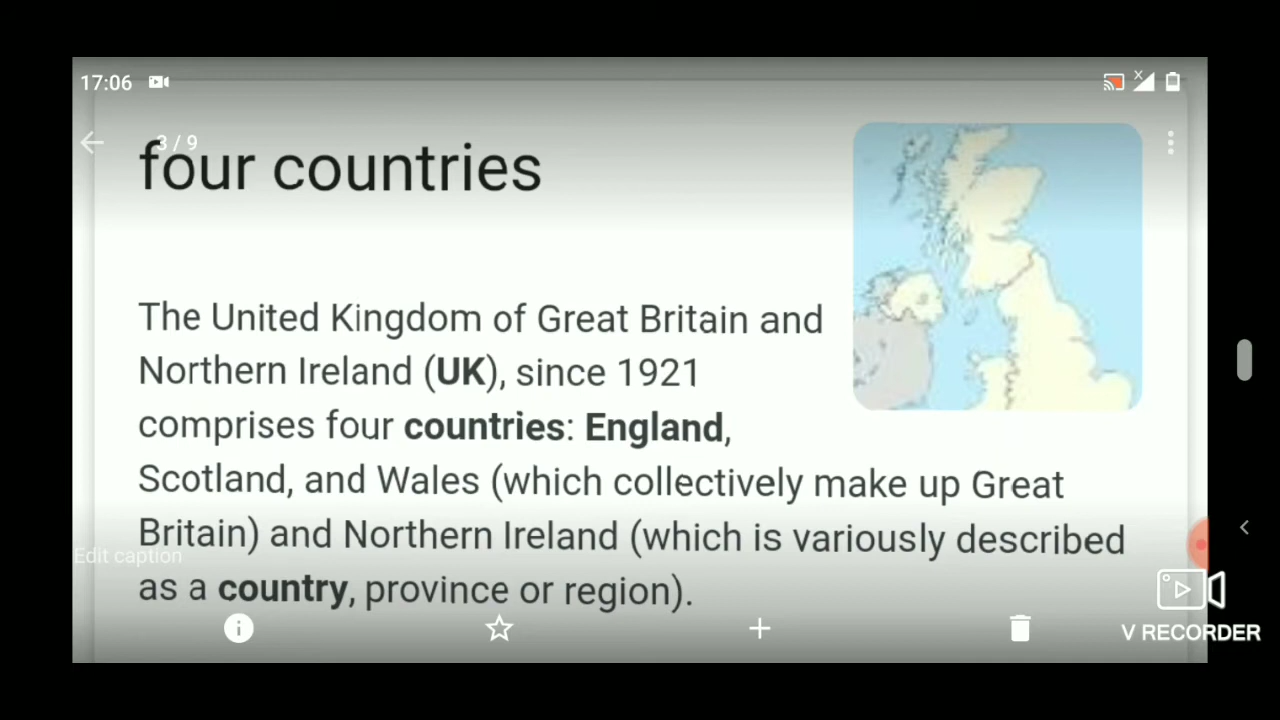 17:06
3 / 9
four countries
The United Kingdom of Great Britain and
Northern Ireland (UK), since 1921
comprises four countries: England,
Scotland, and Wales (which collectively make up Great
Britain) and Northern Ireland (which is variously described
Edit caption
as a country, province or region).
V RECORDER